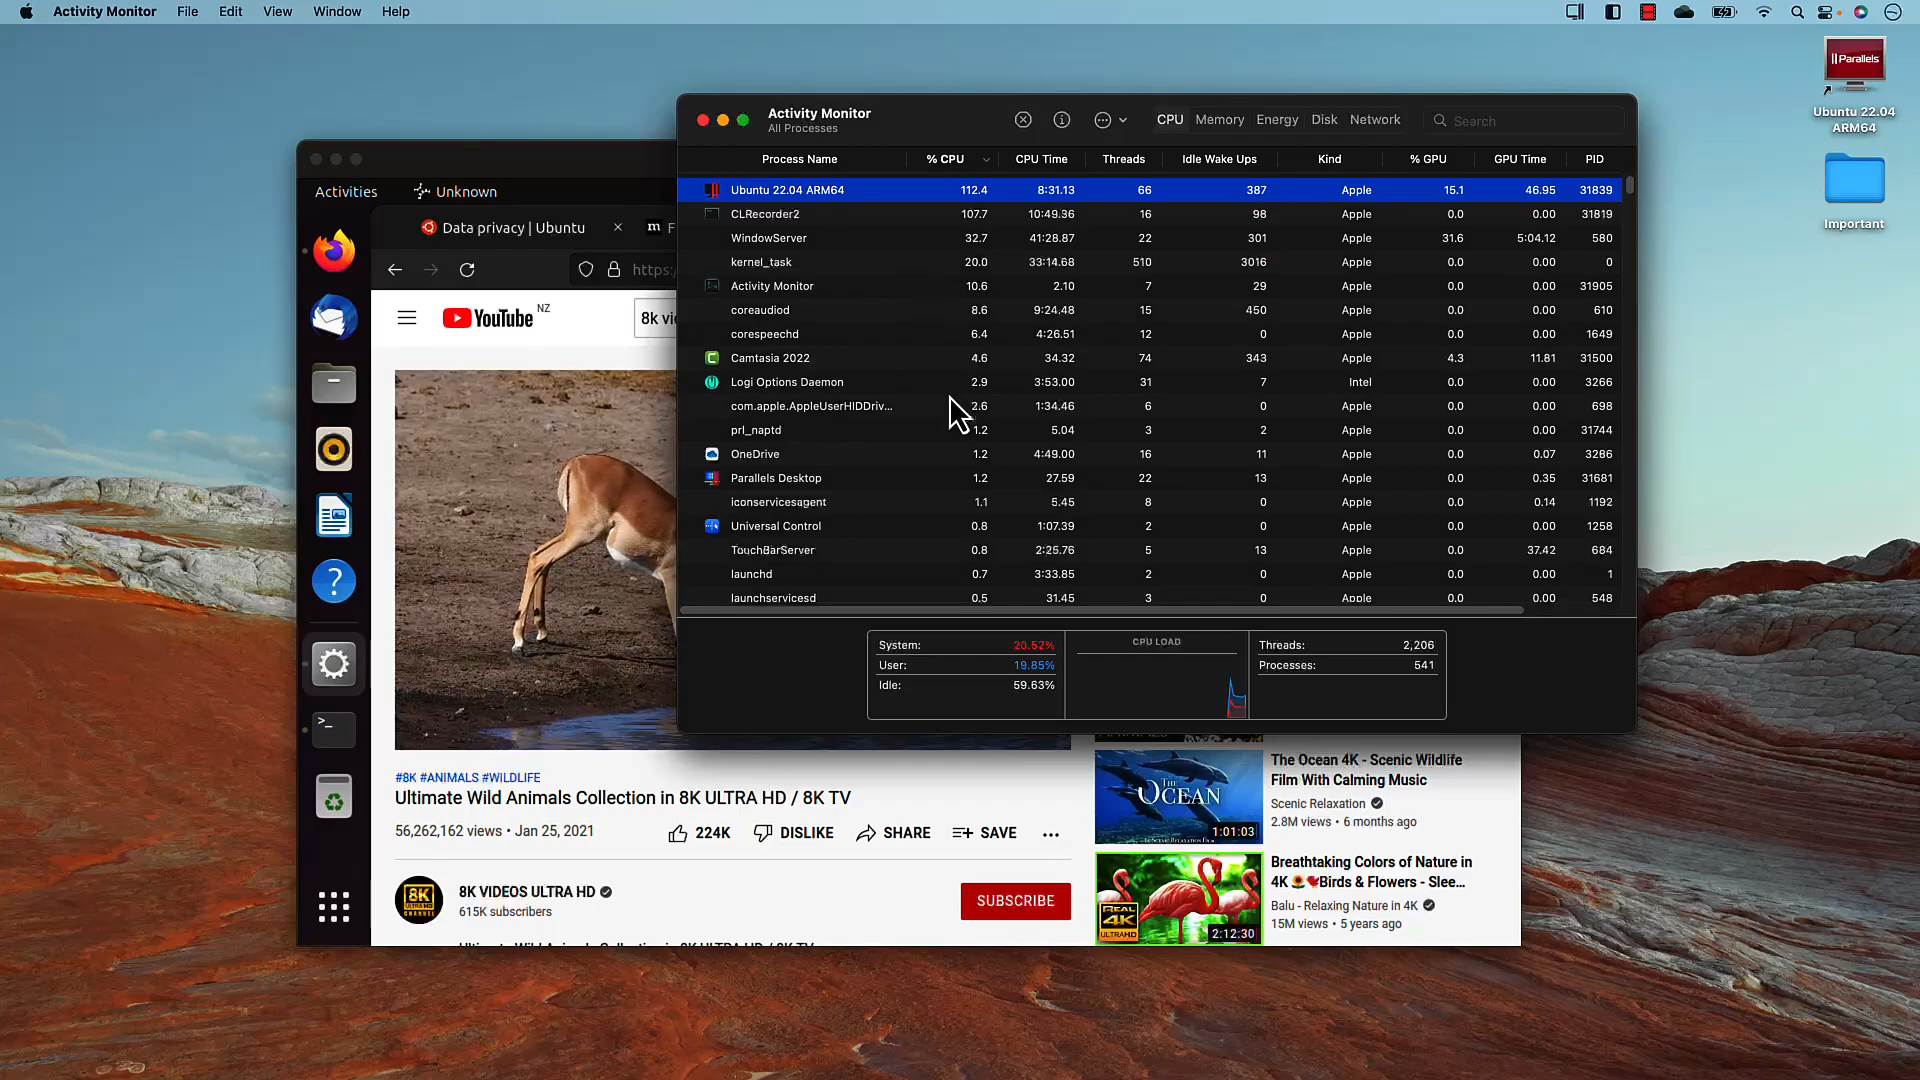 Activity Monitor File Edit View Window Help
Parallels
Ubuntu 22.04
ARM64
Important
Activity Monitor
All Processes
CPU Memory Energy Disk Network
Search
Process Name % CPU CPU Time Threads Idle Wake Ups Kind % GPU GPU Time PID
Ubuntu 22.04 ARM64 112.4 8:31.13 66 387 Apple 15.1 46.95 31839
CLRecorder2 107.7 10:49.36 16 98 Apple 0.0 0.00 31819
WindowServer 32.7 41:28.87 22 301 Apple 31.6 5:04.12 580
kernel_task 20.0 33:14.68 510 3016 Apple 0.0 0.00 0
Activity Monitor 10.6 2.10 7 29 Apple 0.0 0.00 31905
coreaudiod 8.6 9:24.48 15 450 Apple 0.0 0.00 610
corespeechd 6.4 4:26.51 12 0 Apple 0.0 0.00 1649
Camtasia 2022 4.6 34.32 74 343 Apple 4.3 11.81 31500
Logi Options Daemon 2.9 3:53.00 31 7 Intel 0.0 0.00 3266
com.apple.AppleUserHIDDriv... 2.6 1:34.46 6 0 Apple 0.0 0.00 698
prl_naptd 1.2 5.04 3 2 Apple 0.0 0.00 31744
OneDrive 1.2 4:49.00 16 11 Apple 0.0 0.07 3286
Parallels Desktop 1.2 27.59 22 13 Apple 0.0 0.35 31681
iconservicesagent 1.1 5.45 8 0 Apple 0.0 0.14 1192
Universal Control 0.8 1:07.39 2 0 Apple 0.0 0.00 1258
TouchBarServer 0.8 2:25.76 5 13 Apple 0.0 37.42 684
launchd 0.7 3:33.85 2 0 Apple 0.0 0.00 1
launchservicesd 0.5 31.45 3 0 Apple 0.0 0.00 548
System: 20.52%
User: 19.85%
Idle: 59.63%
CPU LOAD
Threads: 2,206
Processes: 541
Activities Unknown
Data privacy | Ubuntu
m F
https:
YouTube NZ
8k vi
#8K #ANIMALS #WILDLIFE
Ultimate Wild Animals Collection in 8K ULTRA HD / 8K TV
56,262,162 views • Jan 25, 2021
224K DISLIKE SHARE SAVE ...
8K
8K VIDEOS ULTRA HD
615K subscribers
SUBSCRIBE
Ultimate Wild Animals Collection in 8K ULTRA HD / 8K TV
THE
OCEAN
1:01:03
The Ocean 4K - Scenic Wildlife
Film With Calming Music
Scenic Relaxation
2.8M views • 6 months ago
REAL
4K
ULTRAHD
2:12:30
Breathtaking Colors of Nature in
4K 🌻🐦Birds & Flowers - Slee...
Balu - Relaxing Nature in 4K
15M views • 5 years ago